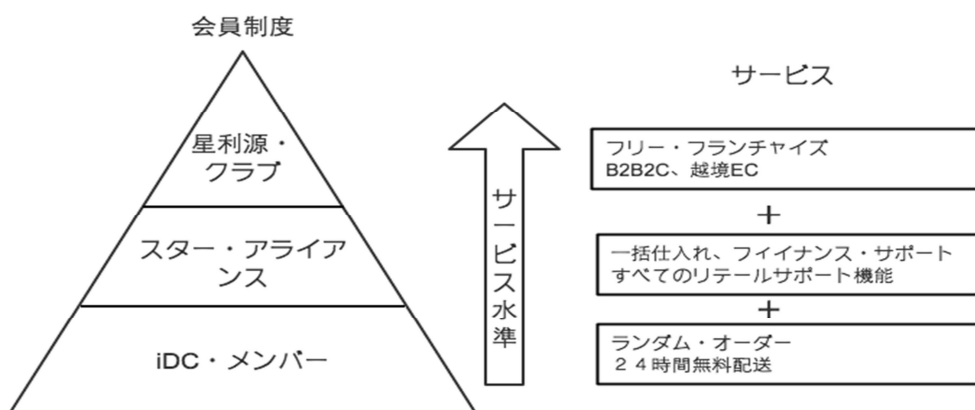 会員制度
星利源・
クラブ
スター・アライア
ンス
iDC・メンバー
サービス水準
サービス
フリー・フランチャイズ
B2B2C、越境EC
+
一括仕入れ、フィイナンス・サポート
すべてのリテールサポート機能
+
ランダム・オーダー
２４時間無料配送